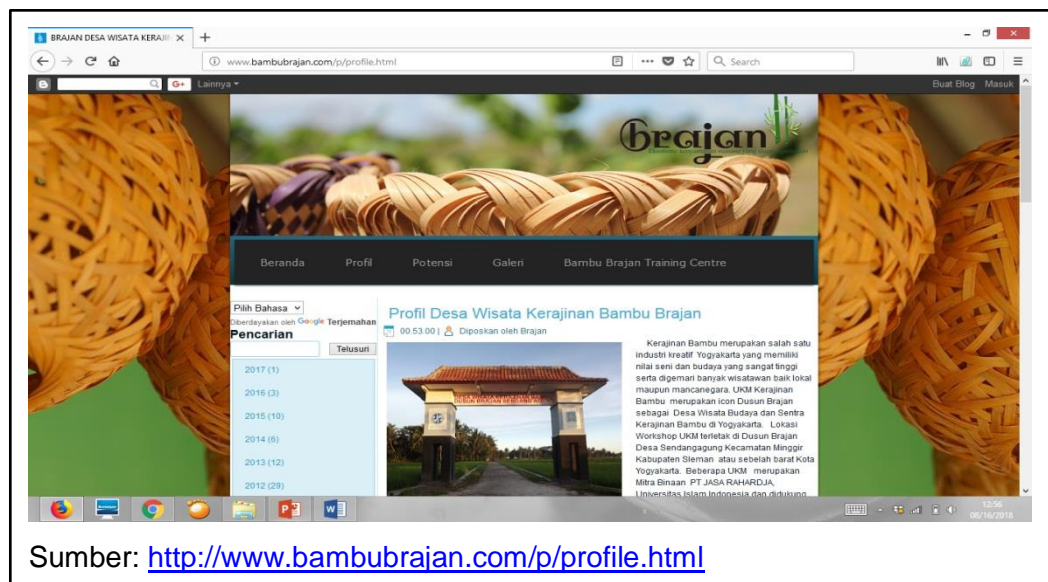 BRAJAN DESA WISATA KERAJIN
www.bambubrajan.com/p/profile.html
Search
G+ Lainnya
Buat Blog Masuk
brajan
Beranda Profil Potensi Galeri Bambu Brajan Training Centre
Pilih Bahasa
Diberdayakan oleh Google Terjemahan
Pencarian
Telusuri
2017 (1)
2016 (3)
2015 (10)
2014 (6)
2013 (12)
2012 (29)
Profil Desa Wisata Kerajinan Bambu Brajan
00.53.00 | Diposkan oleh Brajan
Kerajinan Bambu merupakan salah satu
industri kreatif Yogyakarta yang memiliki
nilai seni dan budaya yang sangat tinggi
serta digemari banyak wisatawan baik lokal
maupun mancanegara. UKM Kerajinan
Bambu merupakan icon Dusun Brajan
sebagai Desa Wisata Budaya dan Sentra
Kerajinan Bambu di Yogyakarta. Lokasi
Workshop UKM terletak di Dusun Brajan
Desa Sendangagung Kecamatan Minggir
Kabupaten Sleman atau sebelah barat Kota
Yogyakarta. Beberapa UKM merupakan
Mitra Binaan PT JASA RAHARDJA,
Universitas Islam Indonesia dan didukung
12:56
08/16/2018
Sumber: http://www.bambubrajan.com/p/profile.html